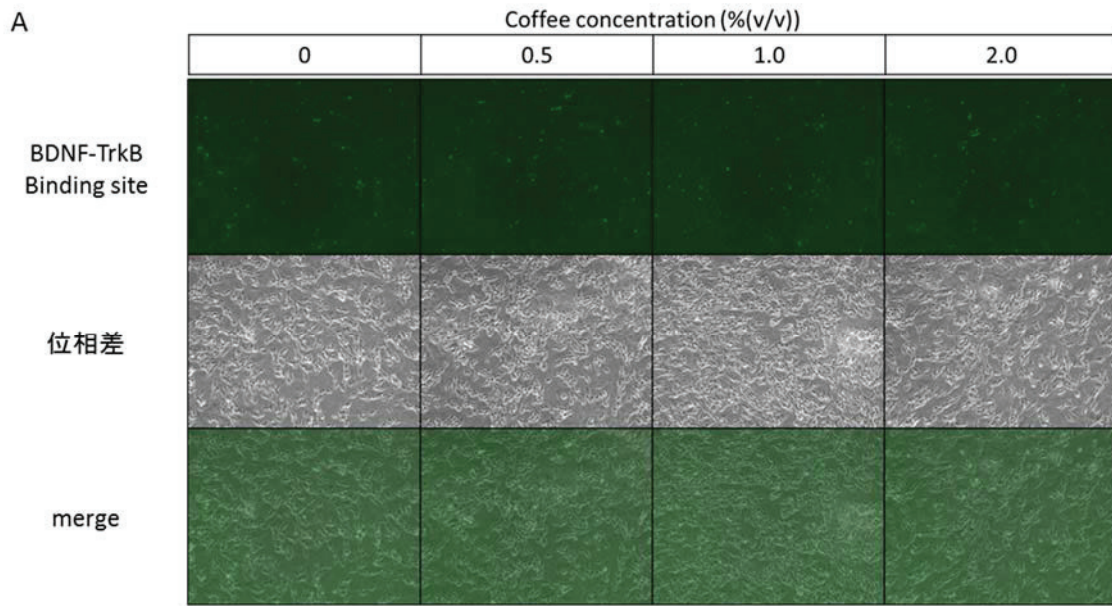 A
Coffee concentration (%(v/v))
0 0.5 1.0 2.0
BDNF-TrkB
Binding site
位相差
merge